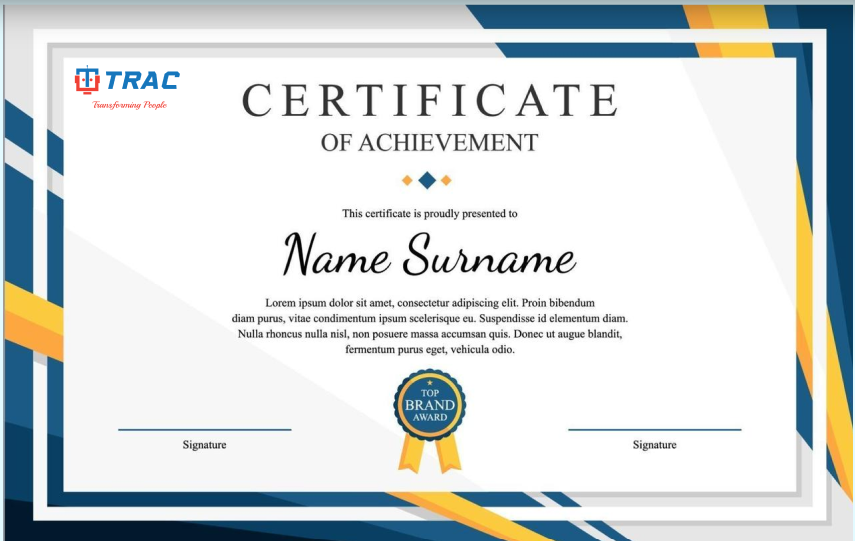 TRAC
Transforming People
CERTIFICATE
OF ACHIEVEMENT
This certificate is proudly presented to
Name Surname
Lorem ipsum dolor sit amet, consectetur adipiscing elit. Proin bibendum
diam purus, vitae condimentum ipsum scelerisque eu. Suspendisse id elementum diam.
Nulla rhoncus nulla nisl, non posuere massa accumsan quis. Donec ut augue blandit,
fermentum purus eget, vehicula odio.
TOP
BRAND
AWARD
Signature
Signature